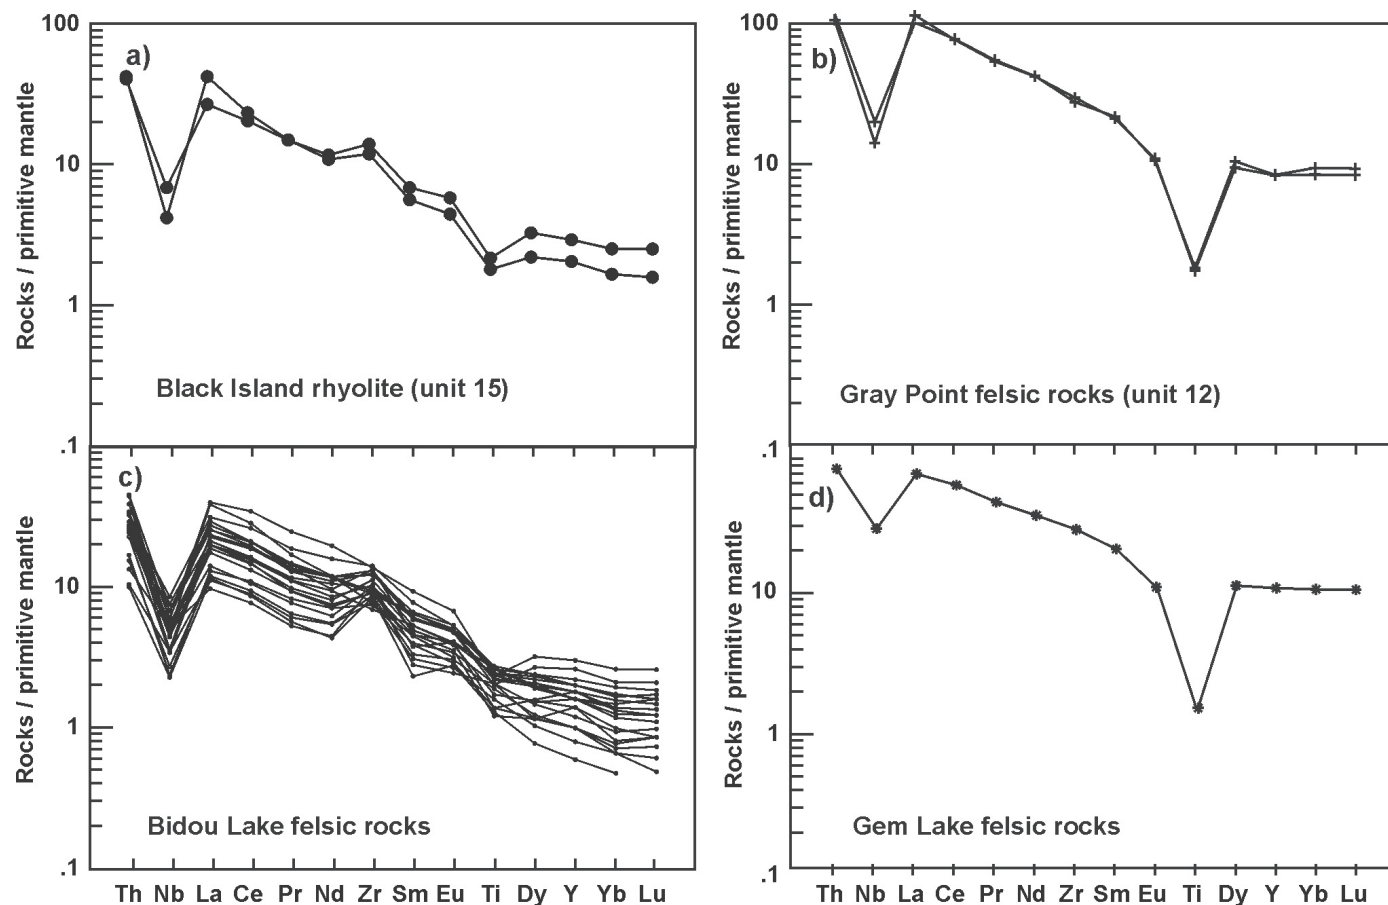 100
a)
10
1
Rocks / primitive mantle
Black Island rhyolite (unit 15)
.1
100
b)
10
1
Rocks / primitive mantle
Gray Point felsic rocks (unit 12)
.1
c)
10
1
Rocks / primitive mantle
Bidou Lake felsic rocks
.1
Th Nb La Ce Pr Nd Zr Sm Eu Ti Dy Y Yb Lu
d)
10
1
Rocks / primitive mantle
Gem Lake felsic rocks
.1
Th Nb La Ce Pr Nd Zr Sm Eu Ti Dy Y Yb Lu